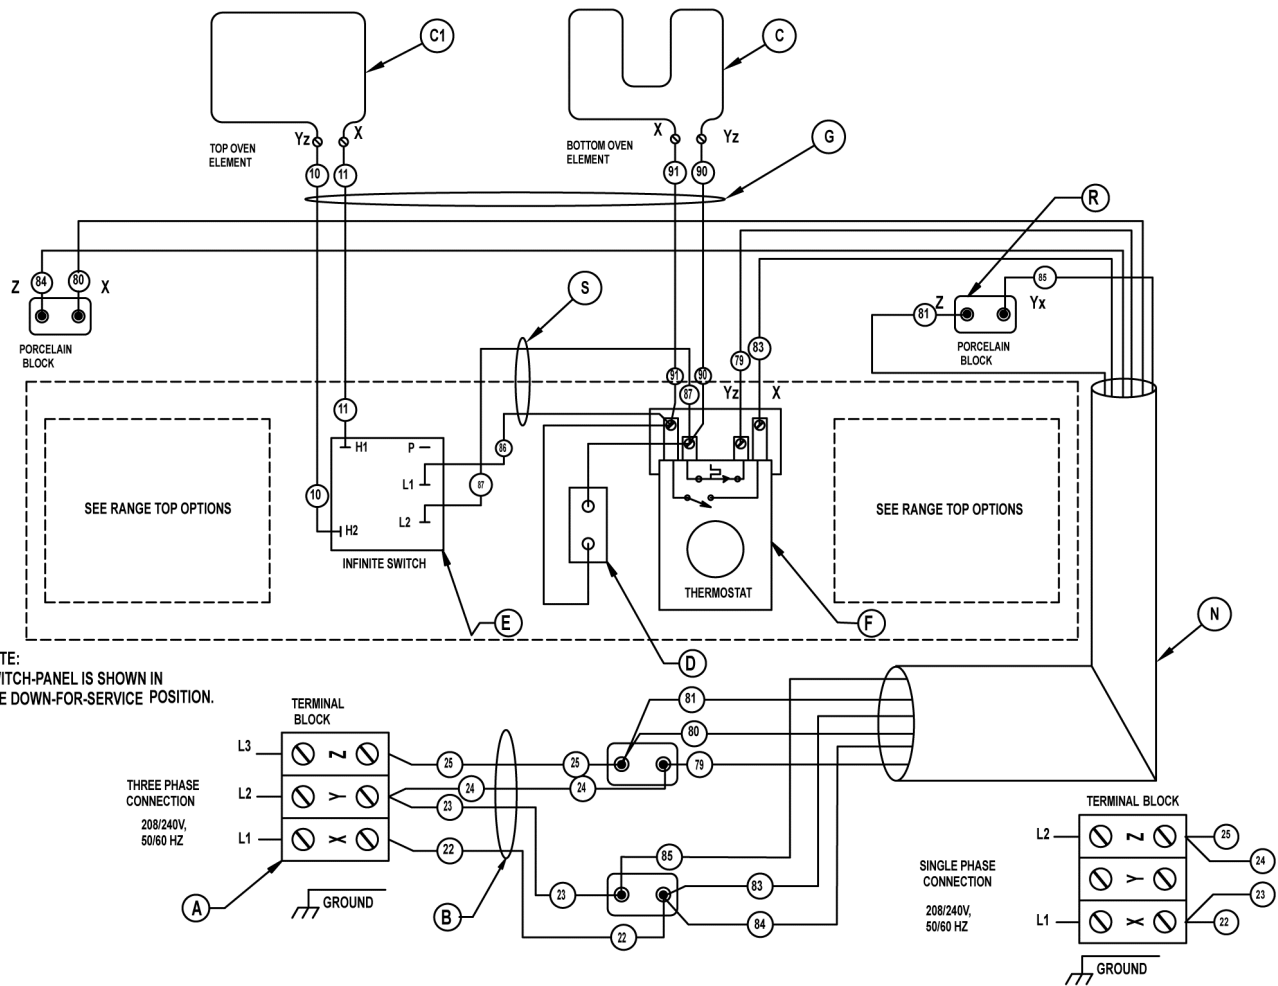 C1
C
G
Yz X
X Yz
TOP OVEN
ELEMENT
BOTTOM OVEN
ELEMENT
10 11
91 90
R
Z 84 80 X
S
85
Z Yx
81
PORCELAIN
BLOCK
PORCELAIN
BLOCK
79 83
91 90
87
Yz X
11
H1 P
86
L1
87
10
L2
H2
SEE RANGE TOP OPTIONS
SEE RANGE TOP OPTIONS
INFINITE SWITCH
THERMOSTAT
E
F
N
D
TE:
ITCH-PANEL IS SHOWN IN
E DOWN-FOR-SERVICE POSITION.
TERMINAL
BLOCK
81
80
L3 Z 25 25 79
24 24
L2 Y 23
THREE PHASE
CONNECTION
208/240V,
50/60 HZ
L1 X 22
85
83
23
84
22
A
GROUND
B
TERMINAL BLOCK
L2 Z 25
24
Y
SINGLE PHASE
CONNECTION
208/240V,
50/60 HZ
23
L1 X 22
GROUND